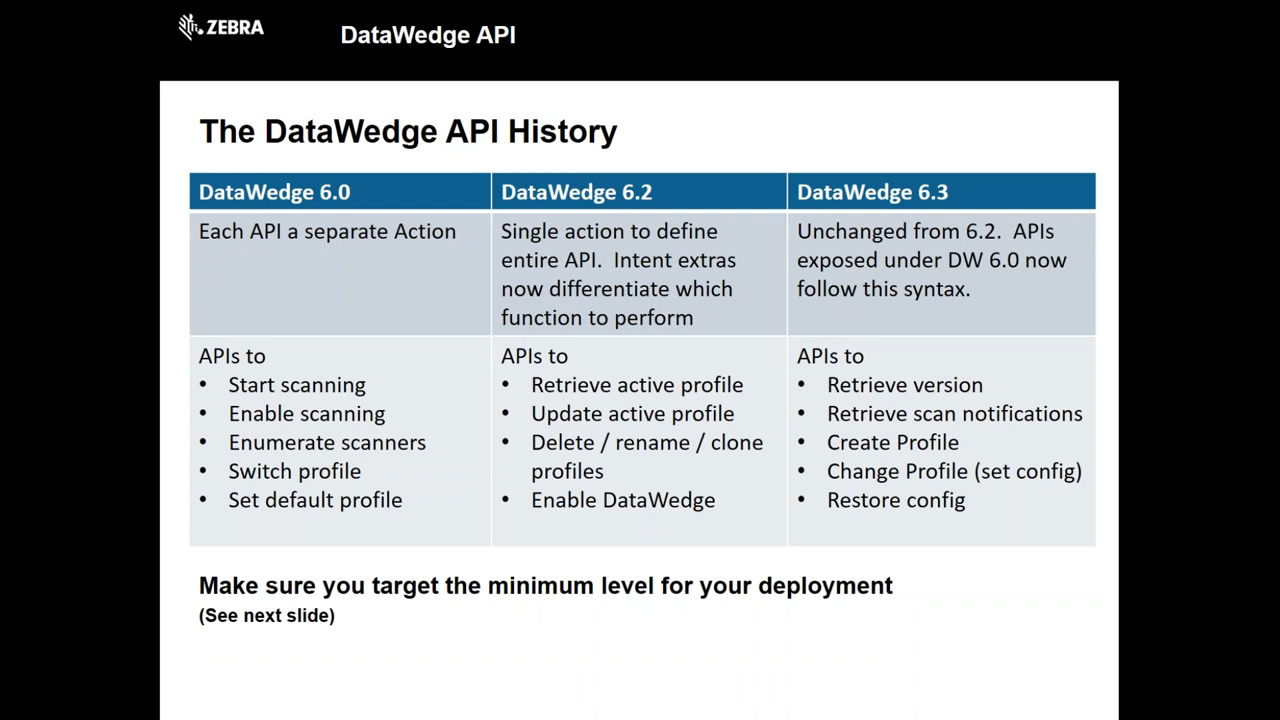 ZEBRA
DataWedge API
The DataWedge API History
DataWedge 6.0
Each API a separate Action
APIs to
• Start scanning
• Enable scanning
• Enumerate scanners
• Switch profile
• Set default profile
DataWedge 6.2
Single action to define
entire API.  Intent extras
now differentiate which
function to perform
APIs to
• Retrieve active profile
• Update active profile
• Delete / rename / clone
profiles
• Enable DataWedge
DataWedge 6.3
Unchanged from 6.2.  APIs
exposed under DW 6.0 now
follow this syntax.
APIs to
• Retrieve version
• Retrieve scan notifications
• Create Profile
• Change Profile (set config)
• Restore config
Make sure you target the minimum level for your deployment
(See next slide)